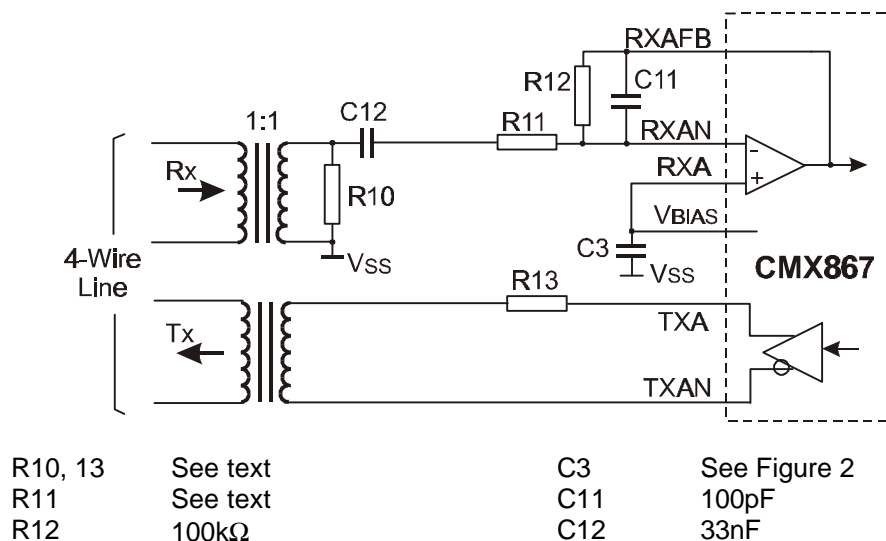 RXAFB
R12
C11
1:1
C12
R11
RXAN
-
Rx
R10
RXA
+
VBIAS
C3
VSS
4-Wire
Line
VSS
CMX867
R13
Tx
TXA
TXAN
R10, 13 See text C3 See Figure 2
R11 See text C11 100pF
R12 100kΩ C12 33nF